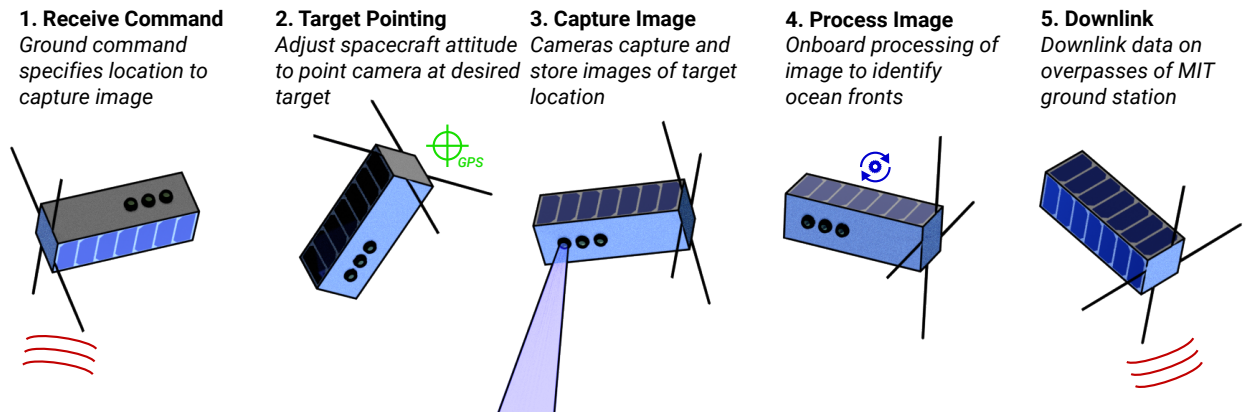 1. Receive Command
Ground command
specifies location to
capture image
2. Target Pointing
Adjust spacecraft attitude
to point camera at desired
target
GPS
3. Capture Image
Cameras capture and
store images of target
location
4. Process Image
Onboard processing of
image to identify
ocean fronts
5. Downlink
Downlink data on
overpasses of MIT
ground station